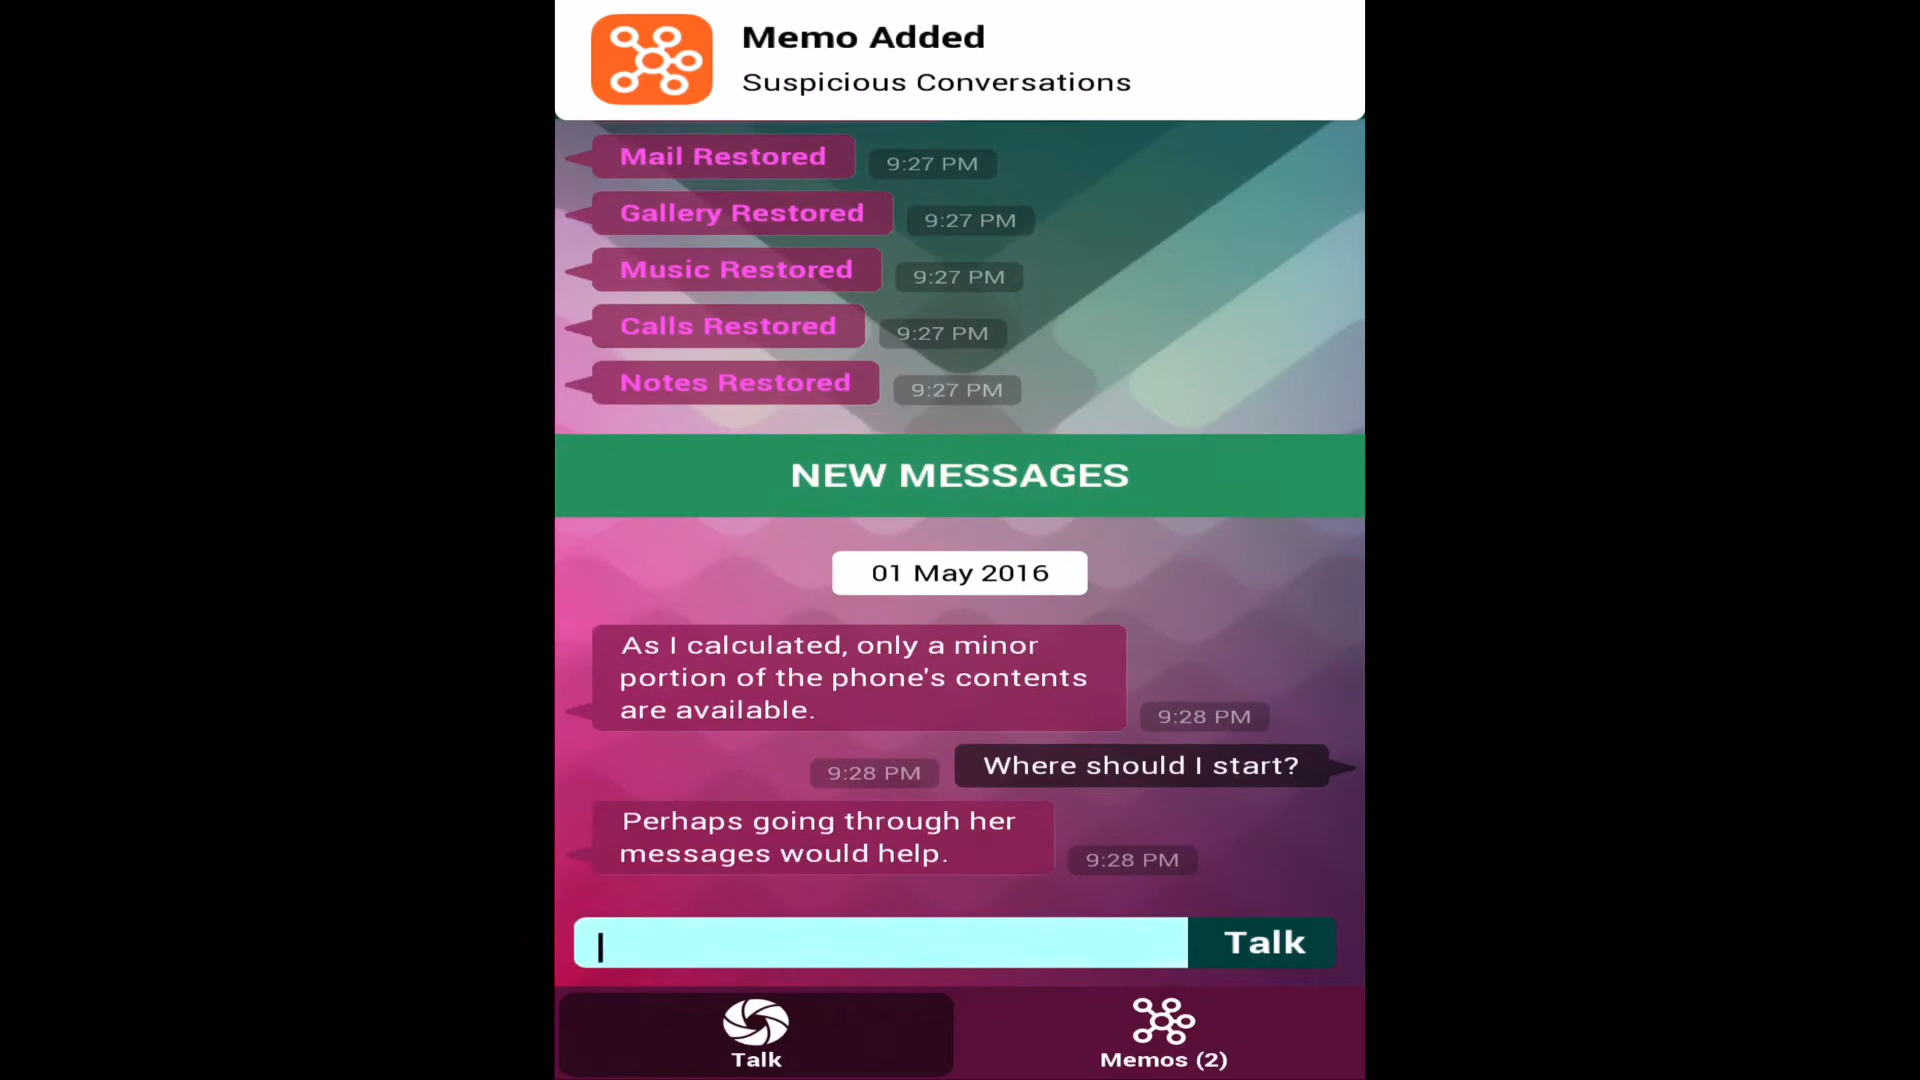 Memo Added
Suspicious Conversations
Mail Restored
9:27 PM
Gallery Restored
9:27 PM
Music Restored
9:27 PM
Calls Restored
9:27 PM
Notes Restored
9:27 PM
NEW MESSAGES
01 May 2016
As I calculated, only a minor
portion of the phone's contents
are available.
9:28 PM
Where should I start?
9:28 PM
Perhaps going through her
messages would help.
9:28 PM
Talk
Talk
Memos (2)